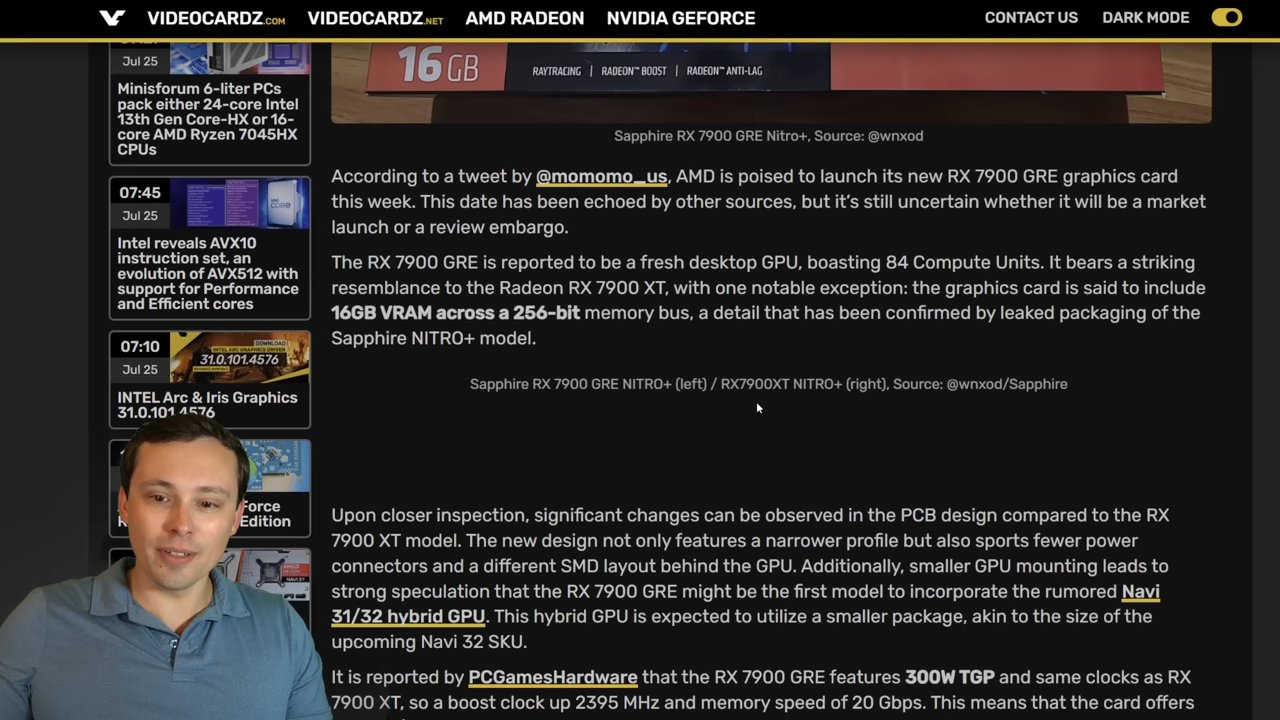 VIDEOCARDZ.COM VIDEOCARDZ.NET AMD RADEON NVIDIA GEFORCE CONTACT US DARK MODE
Jul 25
Minisforum 6-liter PCs
pack either 24-core Intel
13th Gen Core-HX or 16-
core AMD Ryzen 7045HX
CPUs
07:45
Jul 25
CORE
Intel reveals AVX10
instruction set, an
evolution of AVX512 with
support for Performance
and Efficient cores
07:10
Jul 25
DOWNLOAD
INTEL ARC GRAPHICS DRIVER
31.0.101.4576
INTEL Arc & Iris Graphics
31.0.101.4576
Force
Edition
16GB
RAYTRACING | RADEON™ BOOST | RADEON™ ANTI-LAG
Sapphire RX 7900 GRE Nitro+, Source: @wnxod
According to a tweet by @momomo_us, AMD is poised to launch its new RX 7900 GRE graphics card
this week. This date has been echoed by other sources, but it's still uncertain whether it will be a market
launch or a review embargo.
The RX 7900 GRE is reported to be a fresh desktop GPU, boasting 84 Compute Units. It bears a striking
resemblance to the Radeon RX 7900 XT, with one notable exception: the graphics card is said to include
16GB VRAM across a 256-bit memory bus, a detail that has been confirmed by leaked packaging of the
Sapphire NITRO+ model.
Sapphire RX 7900 GRE NITRO+ (left) / RX7900XT NITRO+ (right), Source: @wnxod/Sapphire
Upon closer inspection, significant changes can be observed in the PCB design compared to the RX
7900 XT model. The new design not only features a narrower profile but also sports fewer power
connectors and a different SMD layout behind the GPU. Additionally, smaller GPU mounting leads to
strong speculation that the RX 7900 GRE might be the first model to incorporate the rumored Navi
31/32 hybrid GPU. This hybrid GPU is expected to utilize a smaller package, akin to the size of the
upcoming Navi 32 SKU.
It is reported by PCGamesHardware that the RX 7900 GRE features 300W TGP and same clocks as RX
7900 XT, so a boost clock up 2395 MHz and memory speed of 20 Gbps. This means that the card offers